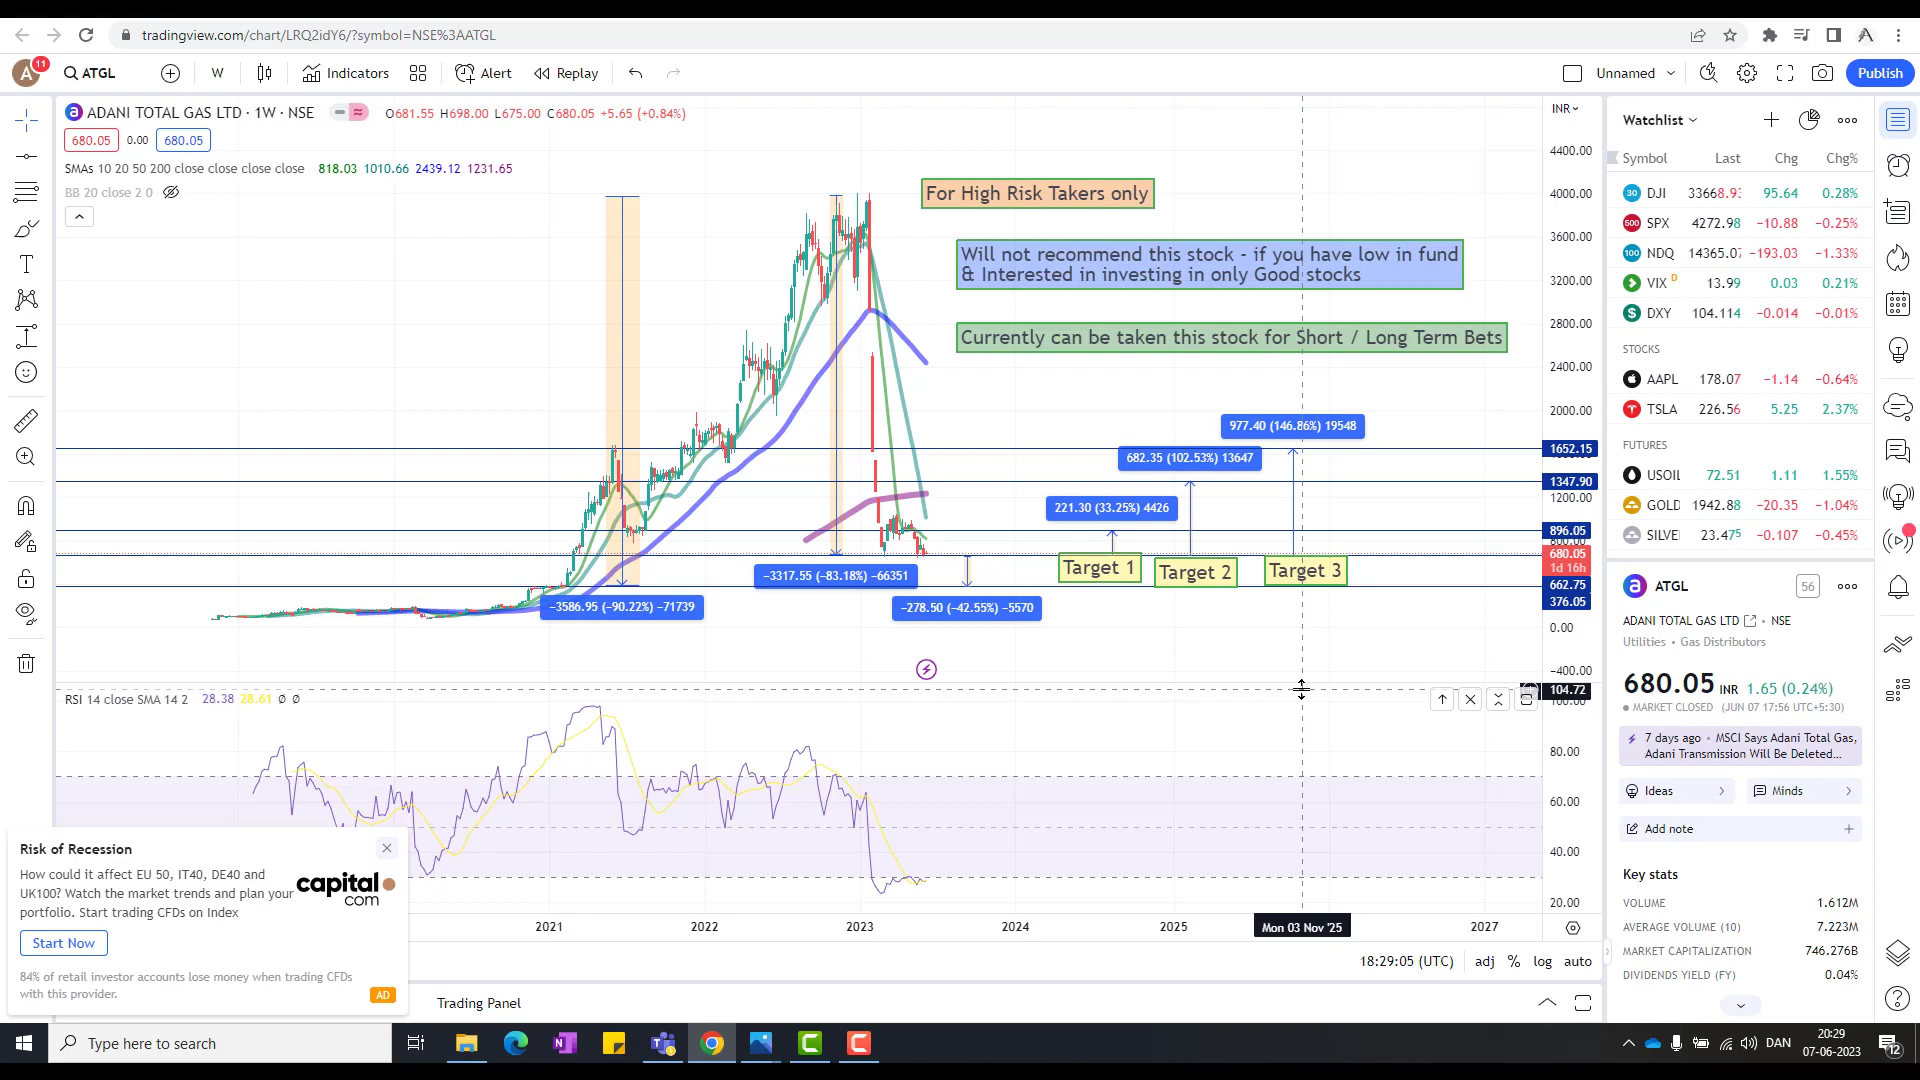 tradingview.com/chart/LRQ2idY6/?symbol=NSE%3AATGL
A 11 ATGL W Indicators Alert Replay Unnamed Publish
ADANI TOTAL GAS LTD · 1W · NSE O681.55 H698.00 L675.00 C680.05 +5.65 (+0.84%)
680.05 0.00 680.05
SMAs 10 20 50 200 close close close close 818.03 1010.66 2439.12 1231.65
BB 20 close 2 0
For High Risk Takers only
Will not recommend this stock - if you have low in fund
& Interested in investing in only Good stocks
Currently can be taken this stock for Short / Long Term Bets
977.40 (146.86%) 19548
682.35 (102.53%) 13647
221.30 (33.25%) 4426
Target 1
Target 2
Target 3
−3317.55 (−83.18%) −66351
−3586.95 (−90.22%) −71739
−278.50 (−42.55%) −5570
INR
4400.00
4000.00
3600.00
3200.00
2800.00
2400.00
2000.00
1652.15
1347.90
1200.00
896.05
680.05
1d 16h
662.75
376.05
0.00
−400.00
104.72
RSI 14 close SMA 14 2 28.38 28.61 Ø Ø
100.00
80.00
60.00
40.00
20.00
2021 2022 2023 2024 2025 Mon 03 Nov '25 2027
18:29:05 (UTC) adj % log auto
Trading Panel
Risk of Recession
How could it affect EU 50, IT40, DE40 and
UK100? Watch the market trends and plan your
portfolio. Start trading CFDs on Index
capital
com
Start Now
84% of retail investor accounts lose money when trading CFDs
with this provider.
AD
Watchlist
Symbol Last Chg Chg%
30 DJI 33668.93 95.64 0.28%
500 SPX 4272.98 −10.88 −0.25%
100 NDQ 14365.07 −193.03 −1.33%
VIX D 13.99 0.03 0.21%
DXY 104.114 −0.014 −0.01%
STOCKS
AAPL 178.07 −1.14 −0.64%
TSLA 226.56 5.25 2.37%
FUTURES
USOIL 72.51 1.11 1.55%
GOLD 1942.88 −20.35 −1.04%
SILVE 23.475 −0.107 −0.45%
ATGL 56
ADANI TOTAL GAS LTD • NSE
Utilities • Gas Distributors
680.05 INR 1.65 (0.24%)
MARKET CLOSED (JUN 07 17:56 UTC+5:30)
7 days ago • MSCI Says Adani Total Gas,
Adani Transmission Will Be Deleted...
Ideas Minds
Add note
Key stats
VOLUME 1.612M
AVERAGE VOLUME (10) 7.223M
MARKET CAPITALIZATION 746.276B
DIVIDENDS YIELD (FY) 0.04%
Type here to search
DAN
20:29
07-06-2023
12